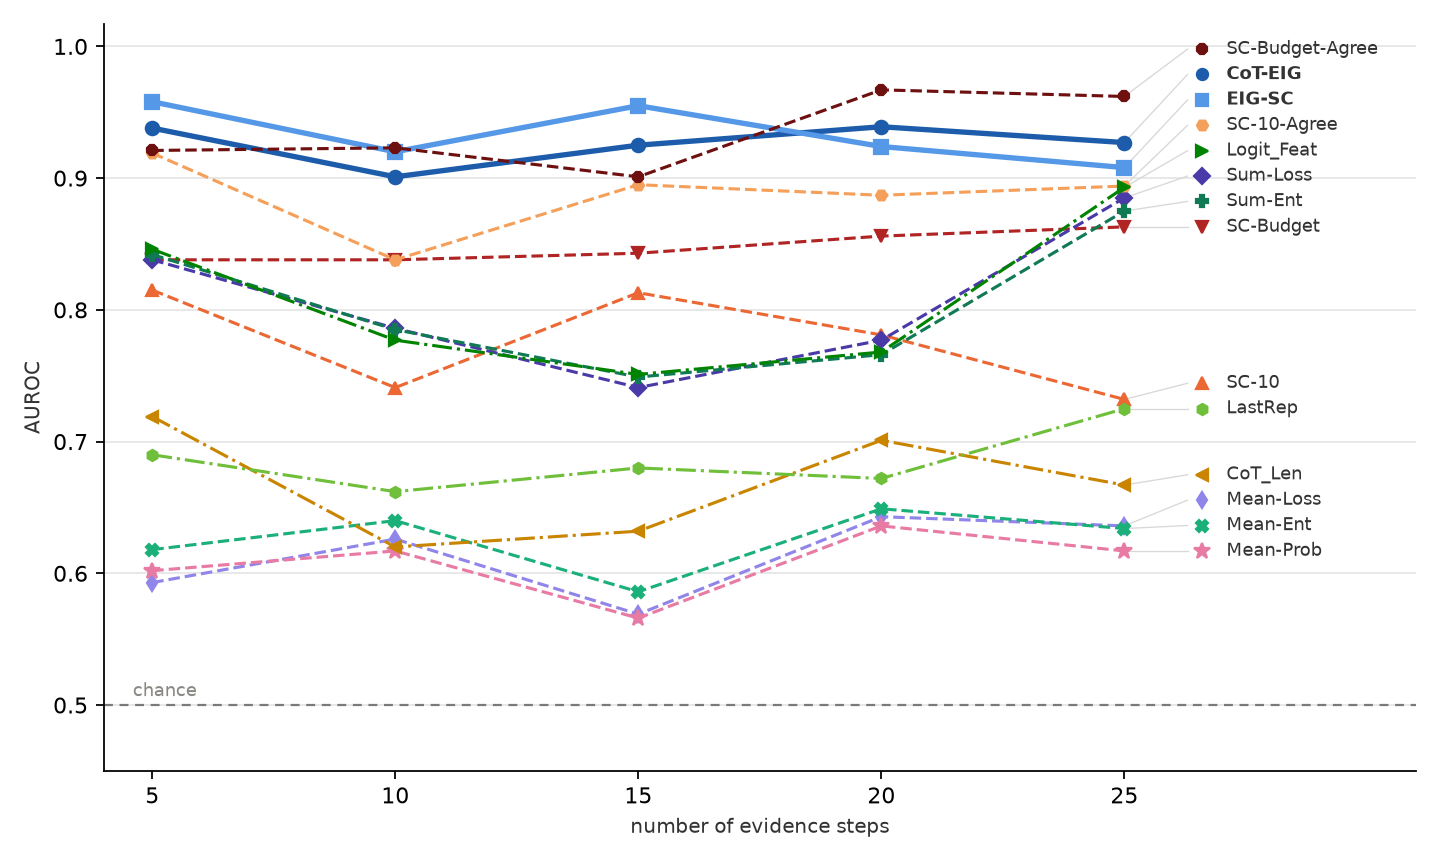 1.0
0.9
0.8
0.7
0.6
0.5
AUROC
chance
5
10
15
20
25
number of evidence steps
SC-Budget-Agree
CoT-EIG
EIG-SC
SC-10-Agree
Logit_Feat
Sum-Loss
Sum-Ent
SC-Budget
SC-10
LastRep
CoT_Len
Mean-Loss
Mean-Ent
Mean-Prob